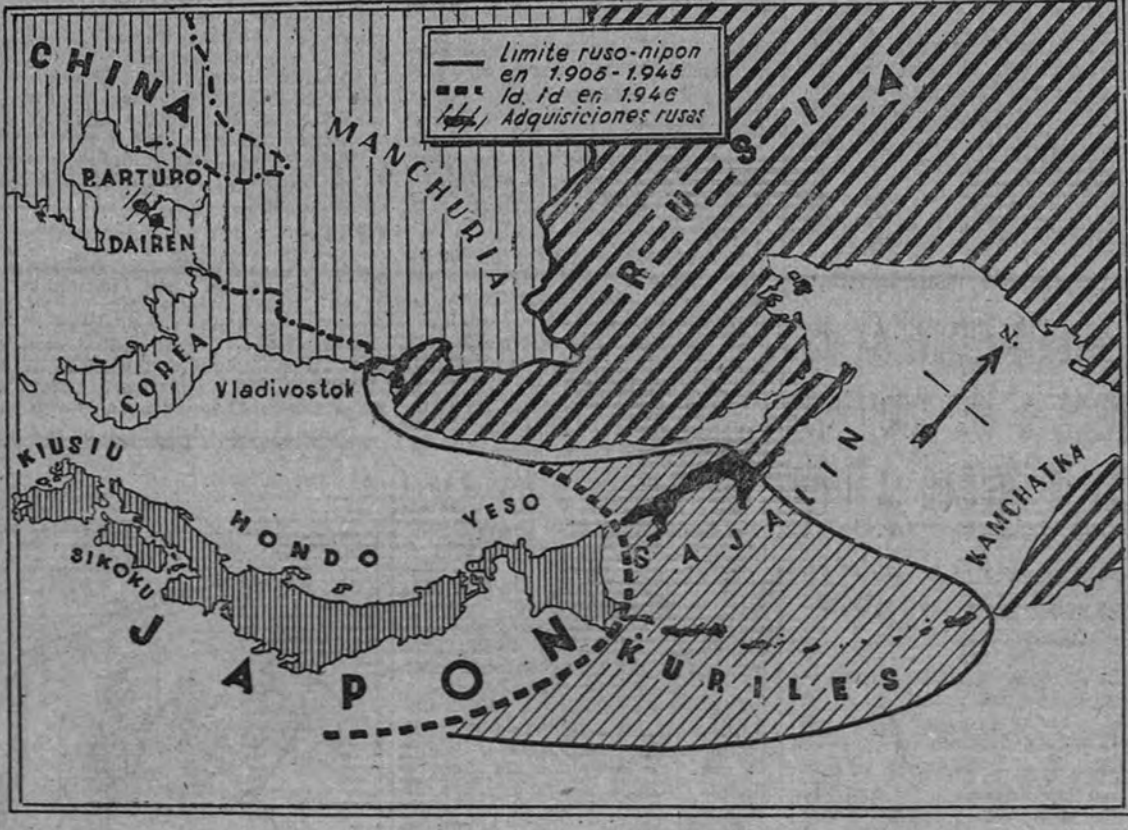 CHINA
limite ruso-nipon
en 1.905-1.945
Id. Id en 1.946
Adquisiciones rusas
RUSIA
MANCHURIA
P. ARTURO
DAIREN
COREA
Vladivostok
N.
KIUSIU
SIKOKU
HONDO
YESO
SAJALIN
KAMCHATKA
JAPON
KURILES